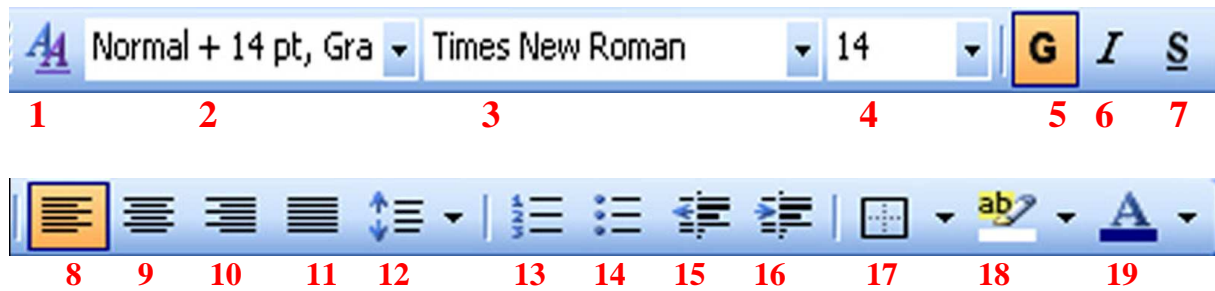 Normal + 14 pt, Gra Times New Roman 14 G I S
1 2 3 4 5 6 7
ab A
8 9 10 11 12 13 14 15 16 17 18 19